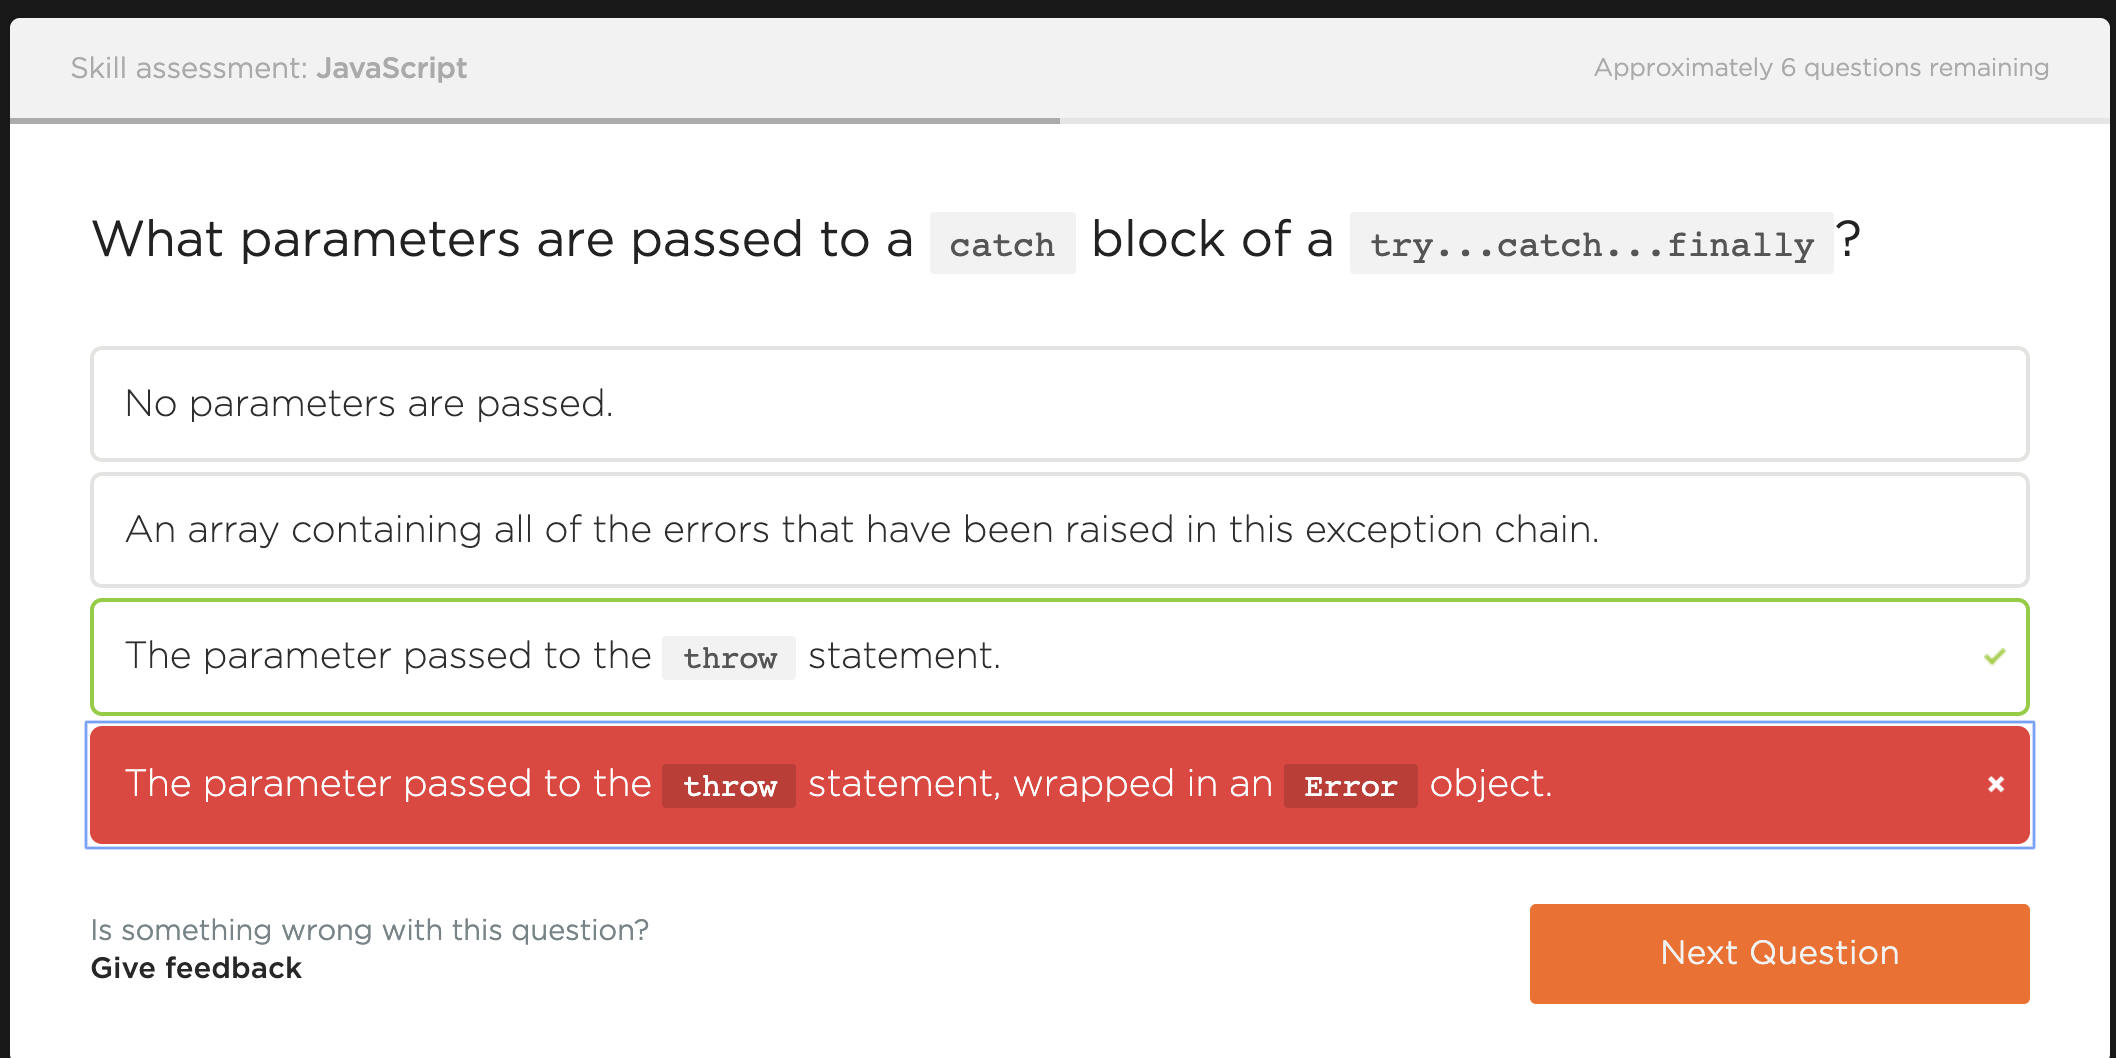 Skill assessment: JavaScript
Approximately 6 questions remaining
What parameters are passed to a catch block of a try...catch...finally?
No parameters are passed.
An array containing all of the errors that have been raised in this exception chain.
The parameter passed to the throw statement.
The parameter passed to the throw statement, wrapped in an Error object.
Is something wrong with this question?
Give feedback
Next Question